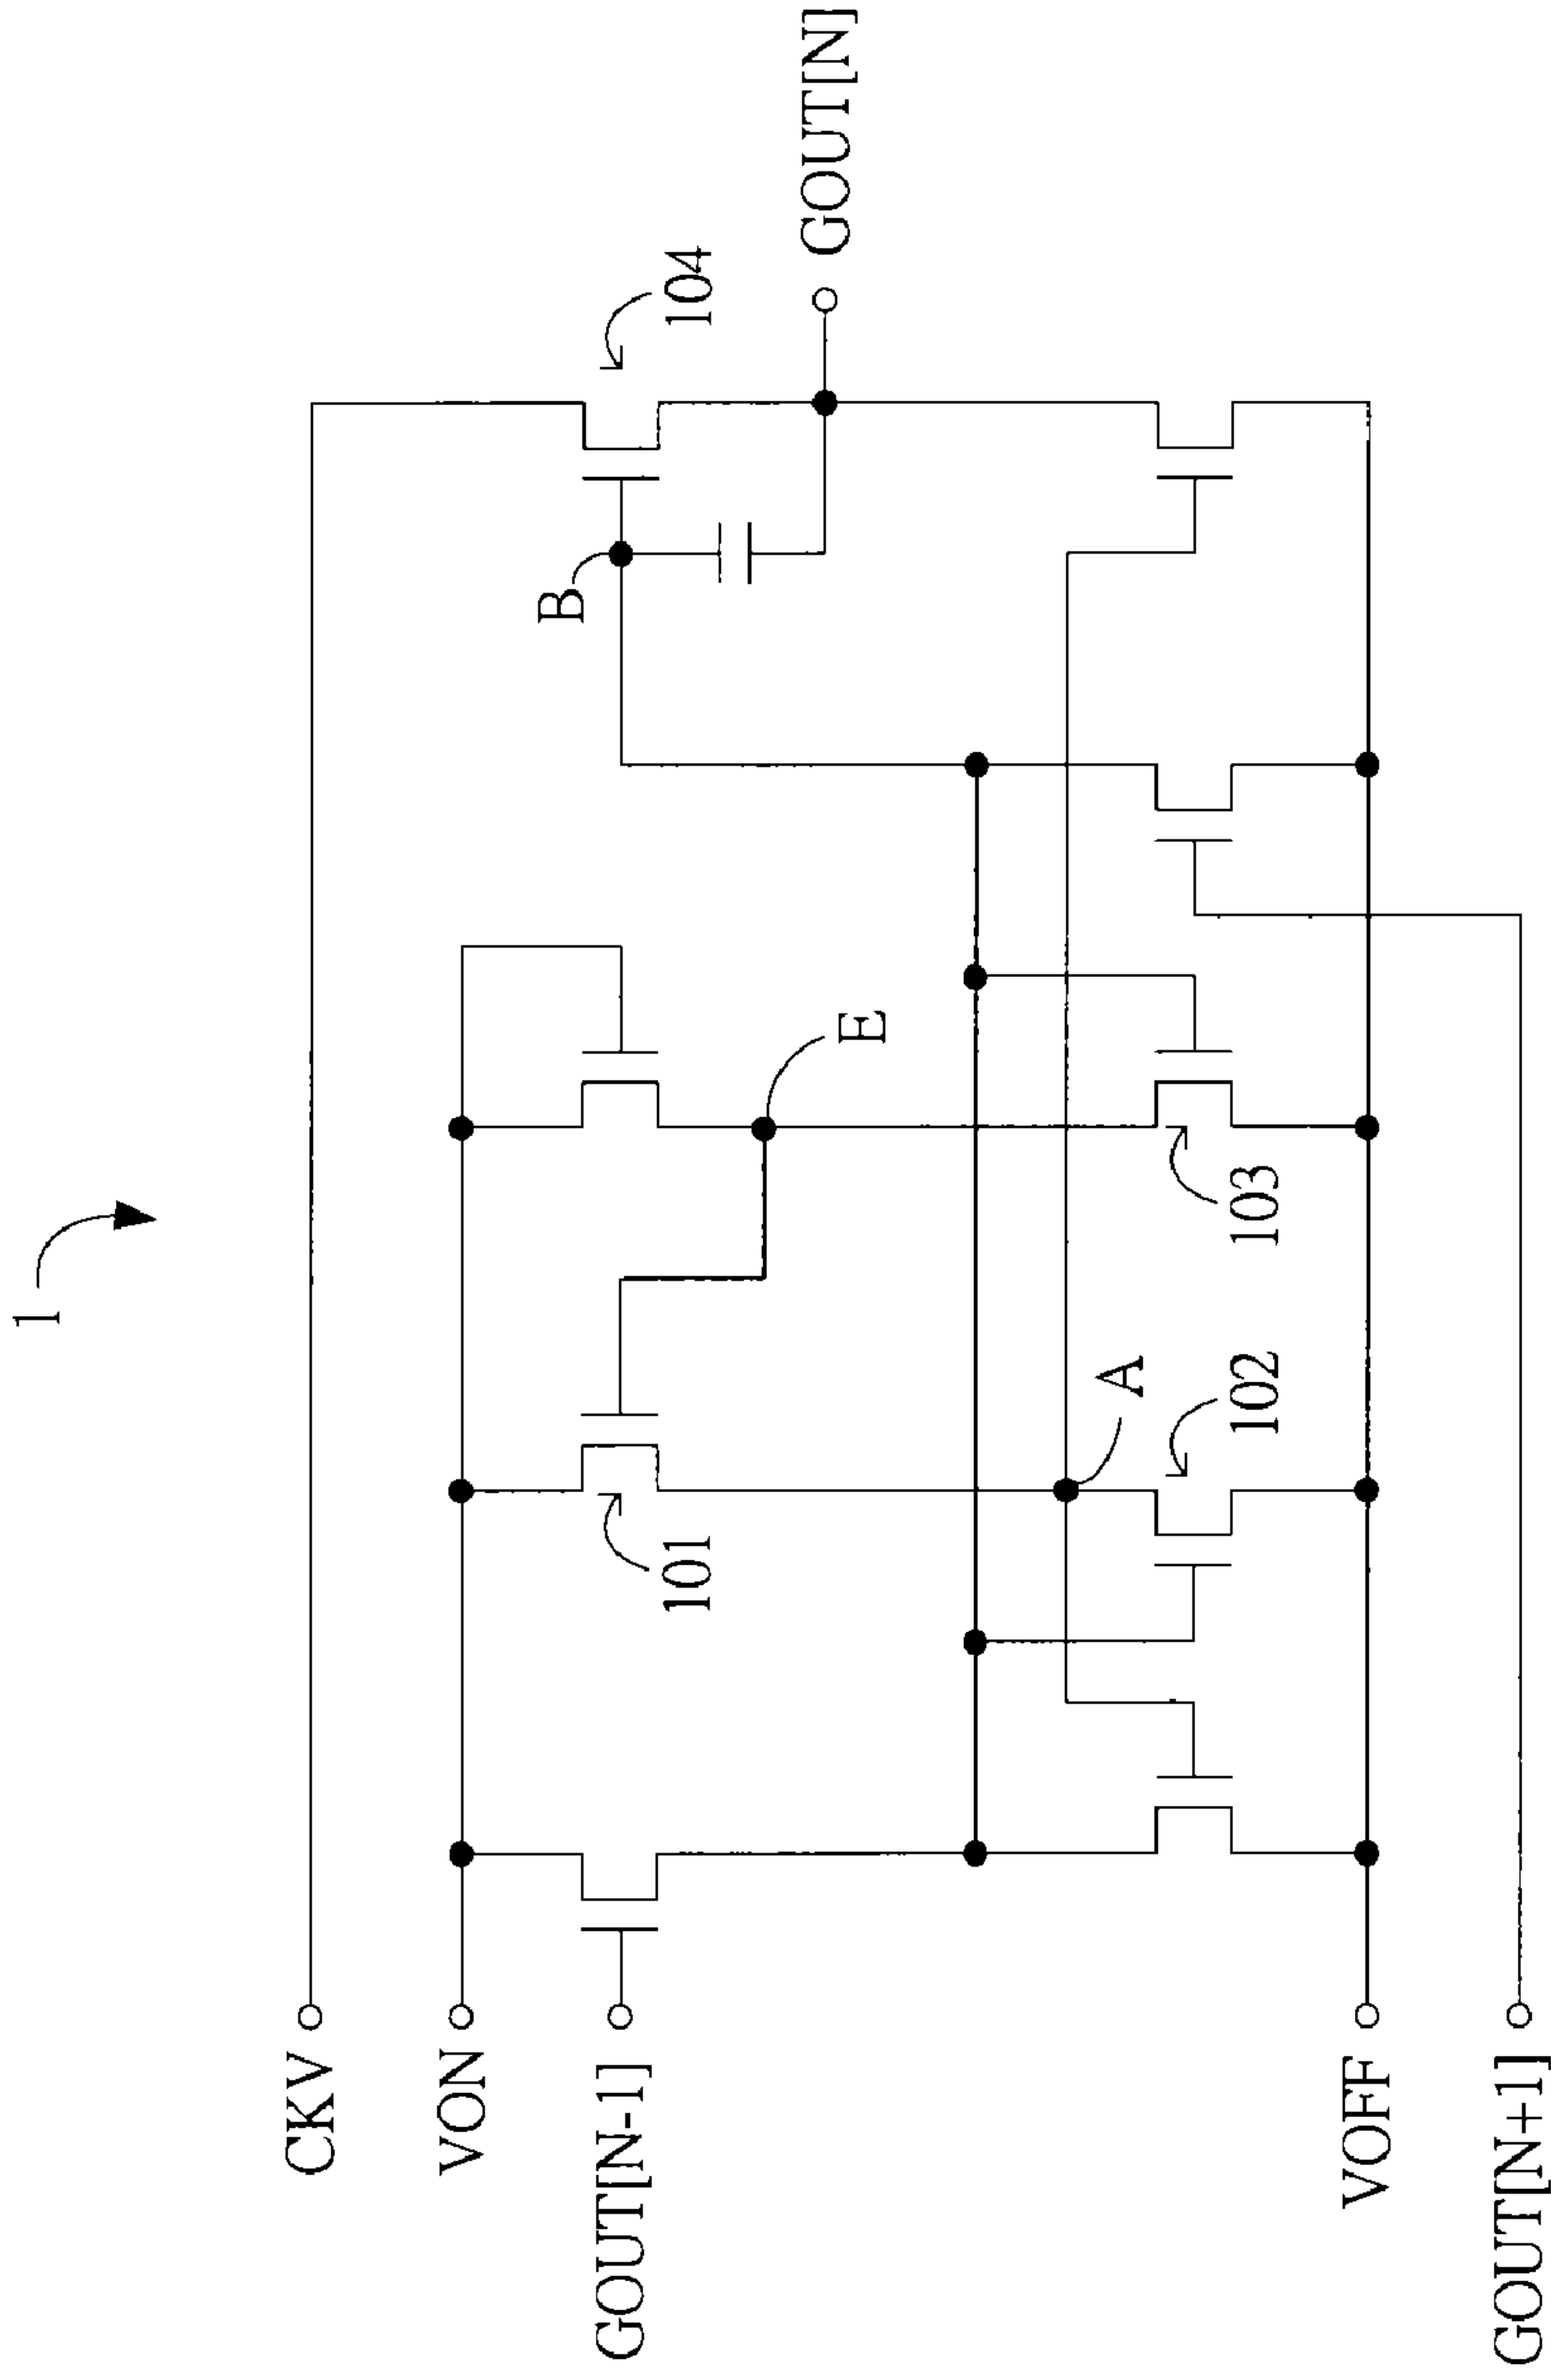 1
CKV
VON
GOUT[N-1]
VOFF
GOUT[N+1]
101
102
A
103
E
B
104
GOUT[N]